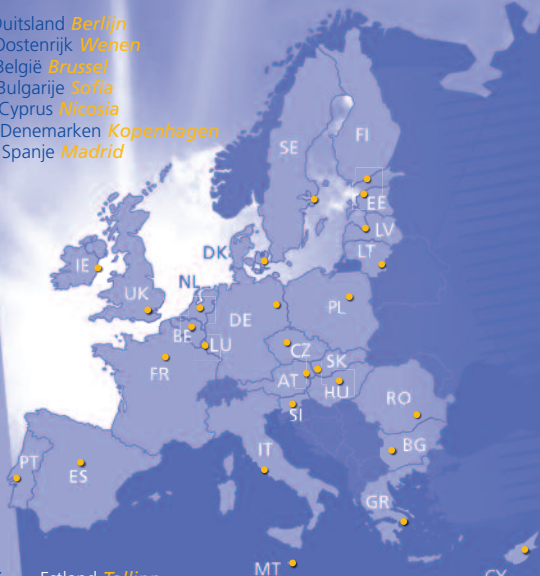 Duitsland Berlijn
Oostenrijk Wenen
België Brussel
Bulgarije Sofia
Cyprus Nicosia
Denemarken Kopenhagen
Spanje Madrid
FI
SE
EE
LV
LT
DK
IE
NL
UK
DE
PL
BE
LU
CZ
SK
FR
AT
HU
RO
SI
BG
IT
PT
ES
GR
MT
CY
Estland Tallinn